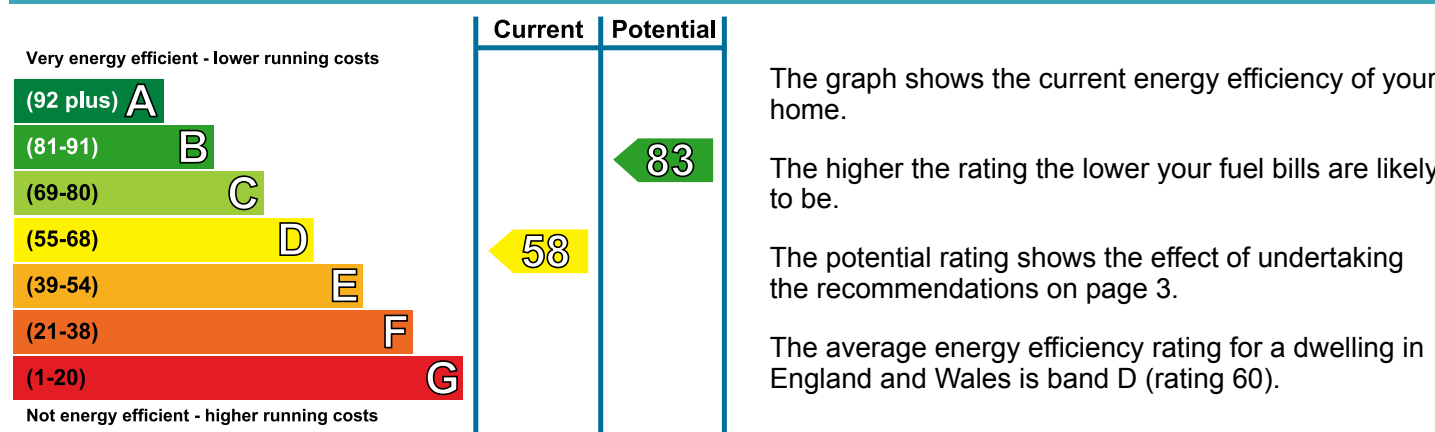 Current Potential
Very energy efficient - lower running costs
(92 plus) A
(81-91) B
(69-80) C
(55-68) D
(39-54) E
(21-38) F
(1-20) G
Not energy efficient - higher running costs
83
58
The graph shows the current energy efficiency of your
home.
The higher the rating the lower your fuel bills are likely
to be.
The potential rating shows the effect of undertaking
the recommendations on page 3.
The average energy efficiency rating for a dwelling in
England and Wales is band D (rating 60).